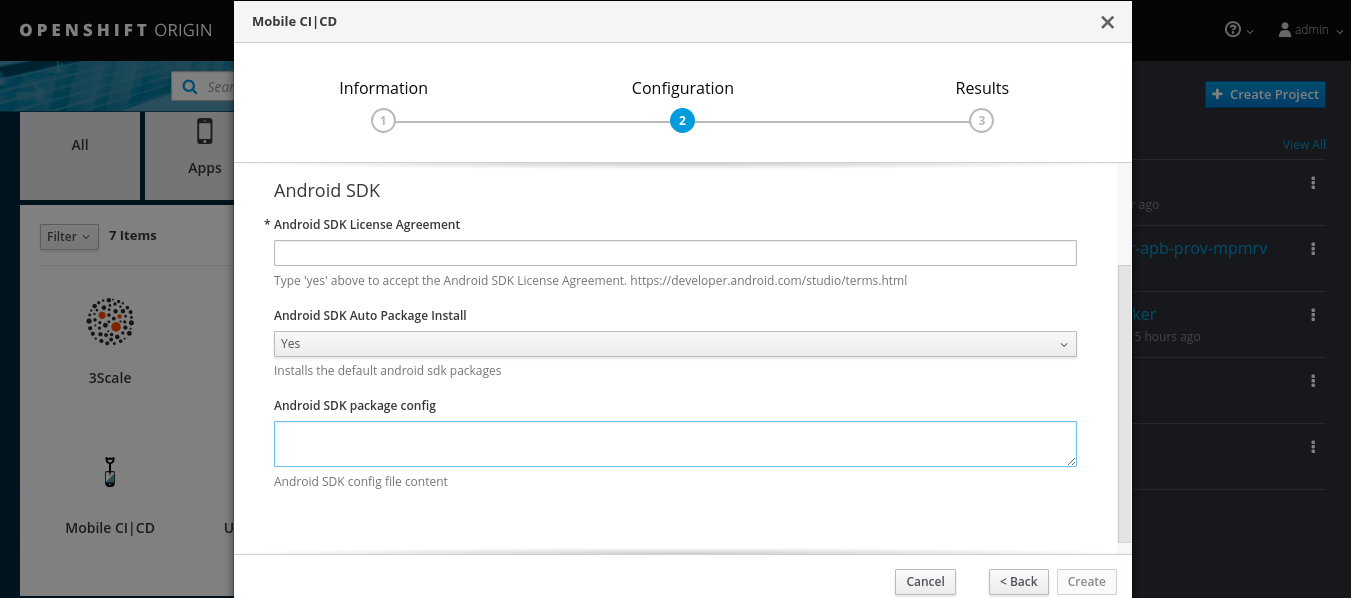 Mobile CI|CD
OPENSHIFT ORIGIN
admin
Information
Configuration
Results
1
2
3
+ Create Project
All
Apps
View All
Android SDK
* Android SDK License Agreement
Type 'yes' above to accept the Android SDK License Agreement. https://developer.android.com/studio/terms.html
Android SDK Auto Package Install
Yes
Installs the default android sdk packages
Android SDK package config
Android SDK config file content
Filter
7 Items
3Scale
Mobile CI|CD
ago
-apb-prov-mpmrv
5 hours ago
Cancel
< Back
Create